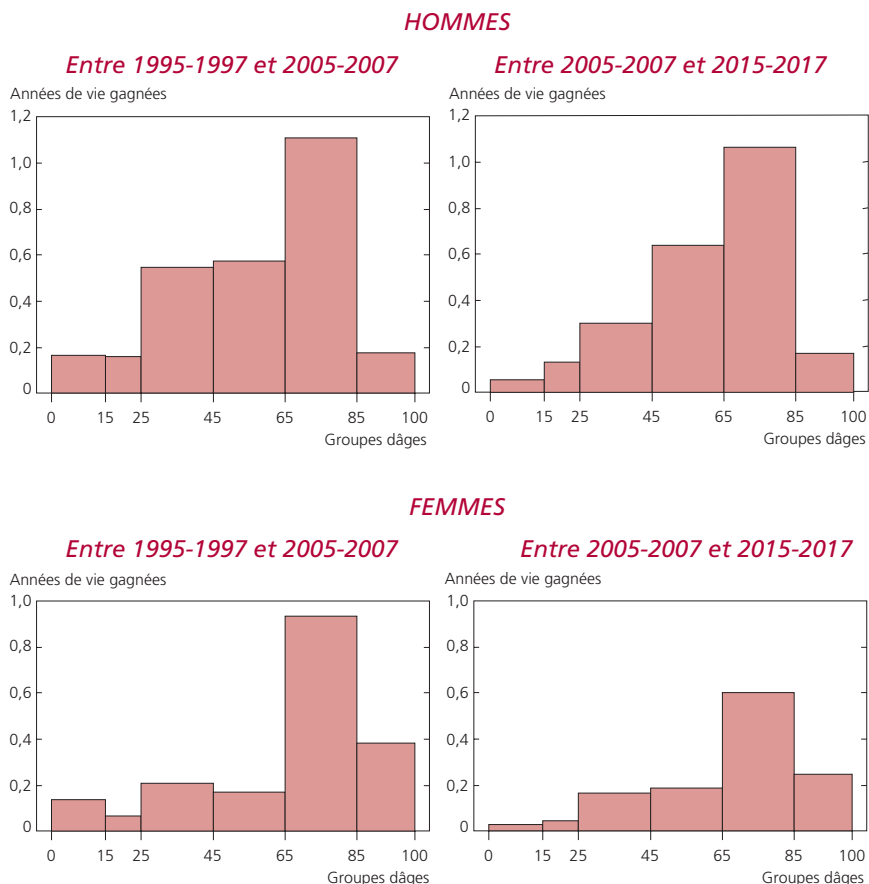 HOMMES
Entre 1995-1997 et 2005-2007
Entre 2005-2007 et 2015-2017
Années de vie gagnées
Années de vie gagnées
1,2
1,0
0,8
0,6
0,4
0,2
0
0 15 25 45 65 85 100
Groupes dâges
1,2
1,0
0,8
0,6
0,4
0,2
0
0 15 25 45 65 85 100
Groupes dâges
FEMMES
Entre 1995-1997 et 2005-2007
Entre 2005-2007 et 2015-2017
Années de vie gagnées
Années de vie gagnées
1,0
0,8
0,6
0,4
0,2
0
0 15 25 45 65 85 100
Groupes dâges
1,0
0,8
0,6
0,4
0,2
0
0 15 25 45 65 85 100
Groupes dâges